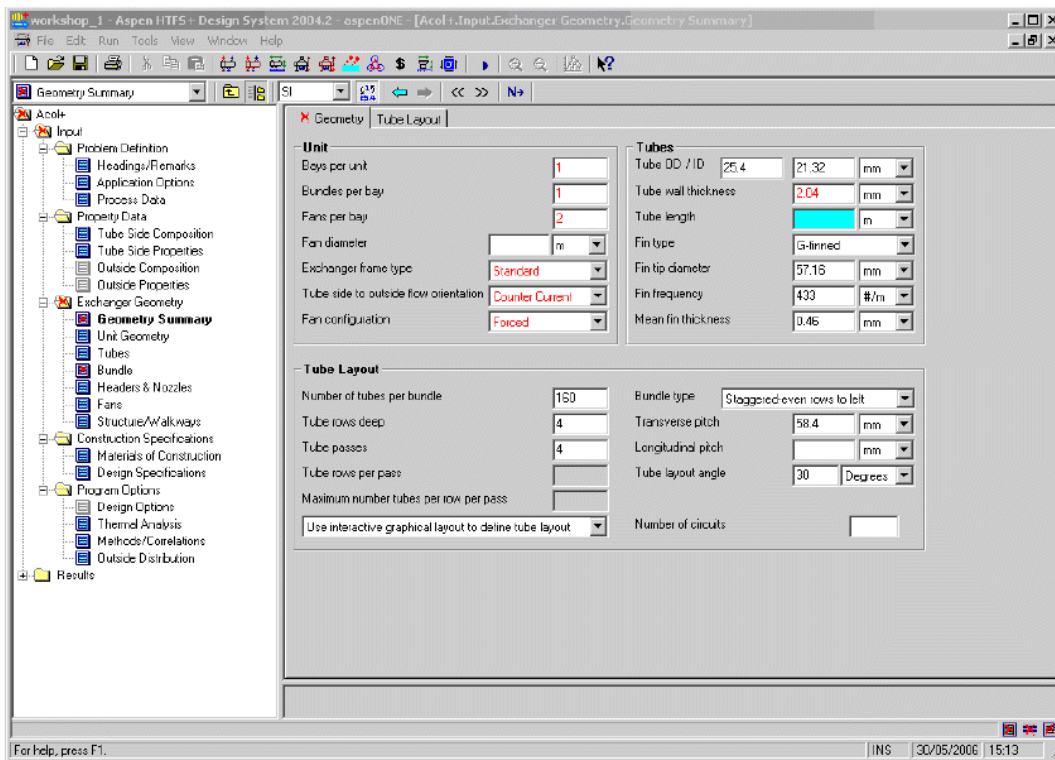 workshop_1 - Aspen HTFS+ Design System 2004.2 - aspenONE - [Acol+.Input.Exchanger Geometry.Geometry Summary]
File Edit Run Tools View Window Help
Geometry Summary SI N→
Acol+
Input
Problem Definition
Headings/Remarks
Application Options
Process Data
Property Data
Tube Side Composition
Tube Side Properties
Outside Composition
Outside Properties
Exchanger Geometry
Geometry Summary
Unit Geometry
Tubes
Bundle
Headers & Nozzles
Fans
Structure/Walkways
Construction Specifications
Materials of Construction
Design Specifications
Program Options
Design Options
Thermal Analysis
Methods/Correlations
Outside Distribution
Results
Geometry Tube Layout
Unit
Bays per unit 1
Bundles per bay 1
Fans per bay 2
Fan diameter m
Exchanger frame type Standard
Tube side to outside flow orientation Counter Current
Fan configuration Forced
Tubes
Tube OD / ID 25.4 21.32 mm
Tube wall thickness 2.04 mm
Tube length m
Fin type G-finned
Fin tip diameter 57.16 mm
Fin frequency 433 #/m
Mean fin thickness 0.46 mm
Tube Layout
Number of tubes per bundle 160
Tube rows deep 4
Tube passes 4
Tube rows per pass
Maximum number tubes per row per pass
Use interactive graphical layout to define tube layout
Bundle type Staggered-even rows to left
Transverse pitch 58.4 mm
Longitudinal pitch mm
Tube layout angle 30 Degrees
Number of circuits
For help, press F1. INS 30/05/2006 15:13